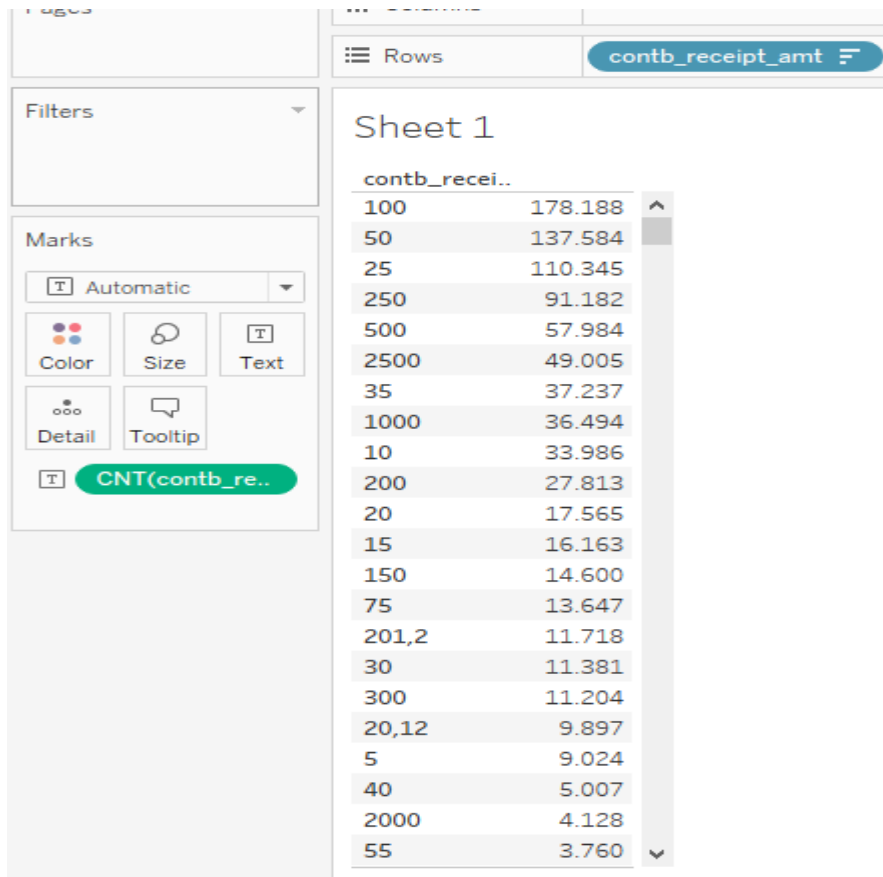 Pages
Columns
Rows
contb_receipt_amt
Filters
Sheet 1
contb_recei..
100 178.188
50 137.584
25 110.345
250 91.182
500 57.984
2500 49.005
35 37.237
1000 36.494
10 33.986
200 27.813
20 17.565
15 16.163
150 14.600
75 13.647
201,2 11.718
30 11.381
300 11.204
20,12 9.897
5 9.024
40 5.007
2000 4.128
55 3.760
Marks
T Automatic
Color Size T Text
Detail Tooltip
T CNT(contb_re..